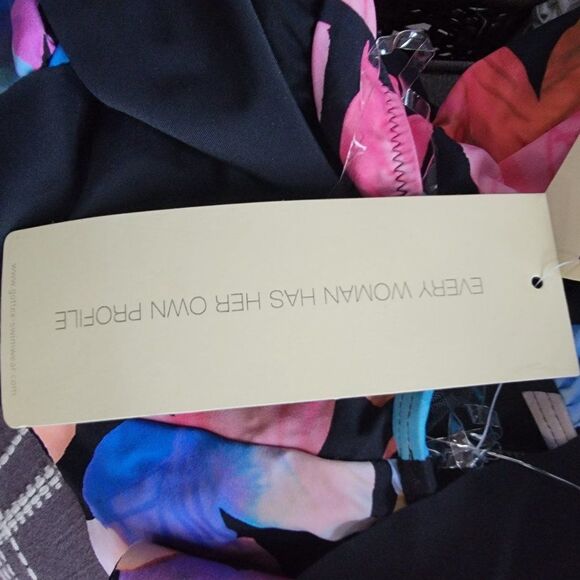 EVERY WOMAN HAS HER OWN PROFILE
www.gottex-swimwear.com